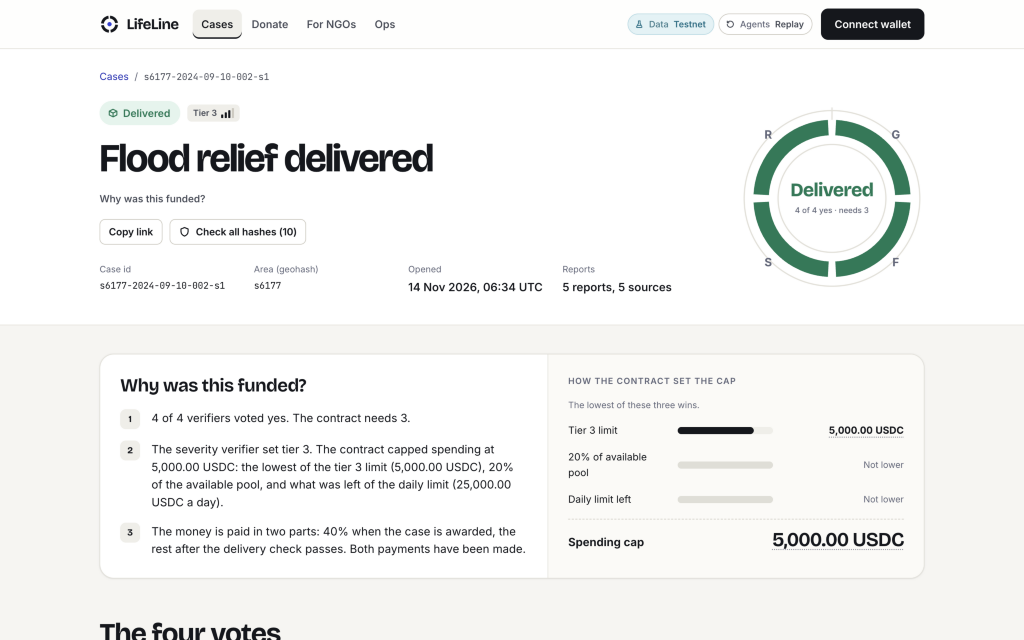 LifeLine
Cases
Donate
For NGOs
Ops
Data Testnet
Agents Replay
Connect wallet
Cases / s6177-2024-09-10-002-s1
Delivered
Tier 3
Flood relief delivered
Why was this funded?
Copy link
Check all hashes (10)
Case id
s6177-2024-09-10-002-s1
Area (geohash)
s6177
Opened
14 Nov 2026, 06:34 UTC
Reports
5 reports, 5 sources
R
G
Delivered
4 of 4 yes · needs 3
S
F
Why was this funded?
1
4 of 4 verifiers voted yes. The contract needs 3.
2
The severity verifier set tier 3. The contract capped spending at
5,000.00 USDC: the lowest of the tier 3 limit (5,000.00 USDC), 20%
of the available pool, and what was left of the daily limit (25,000.00
USDC a day).
3
The money is paid in two parts: 40% when the case is awarded, the
rest after the delivery check passes. Both payments have been made.
HOW THE CONTRACT SET THE CAP
The lowest of these three wins.
Tier 3 limit
5,000.00 USDC
20% of available
pool
Not lower
Daily limit left
Not lower
Spending cap
5,000.00 USDC
The four votes